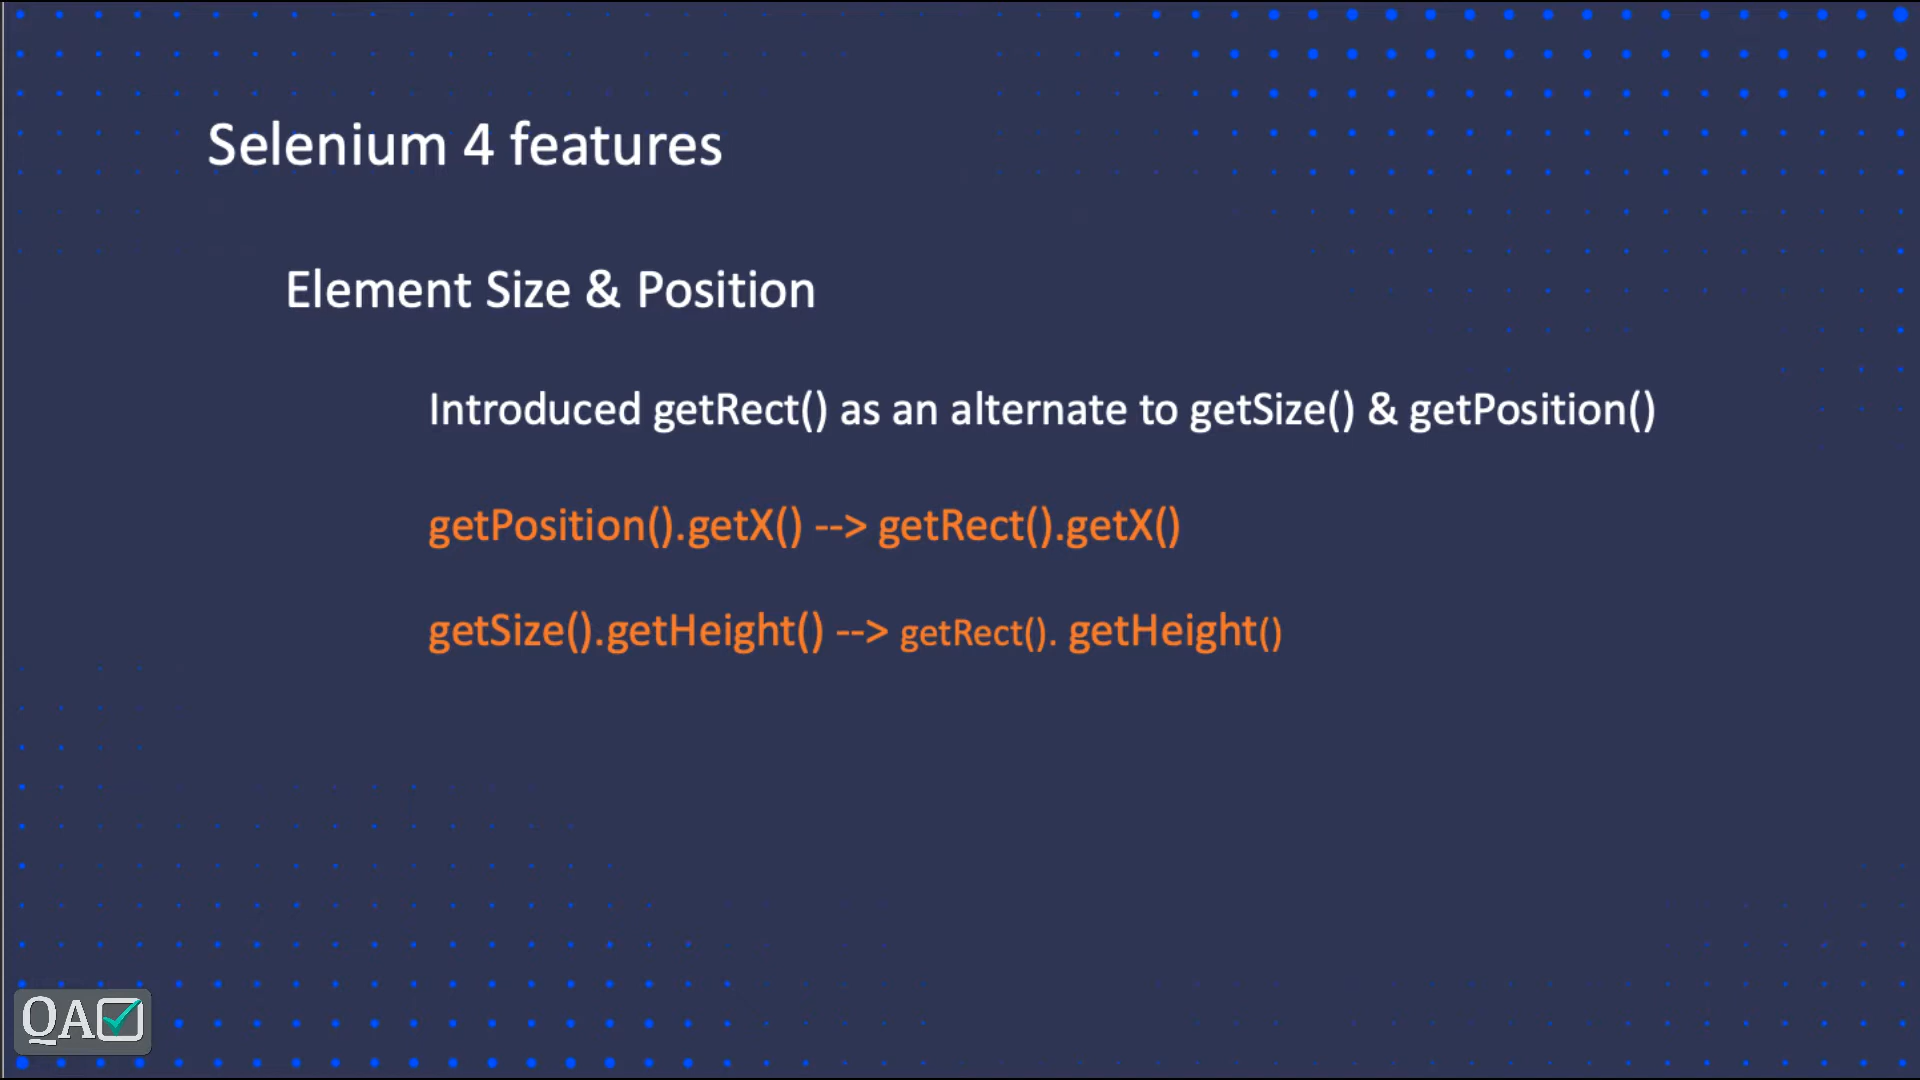 Selenium 4 features
Element Size & Position
Introduced getRect() as an alternate to getSize() & getPosition()
getPosition().getX() --> getRect().getX()
getSize().getHeight() --> getRect(). getHeight()
QA